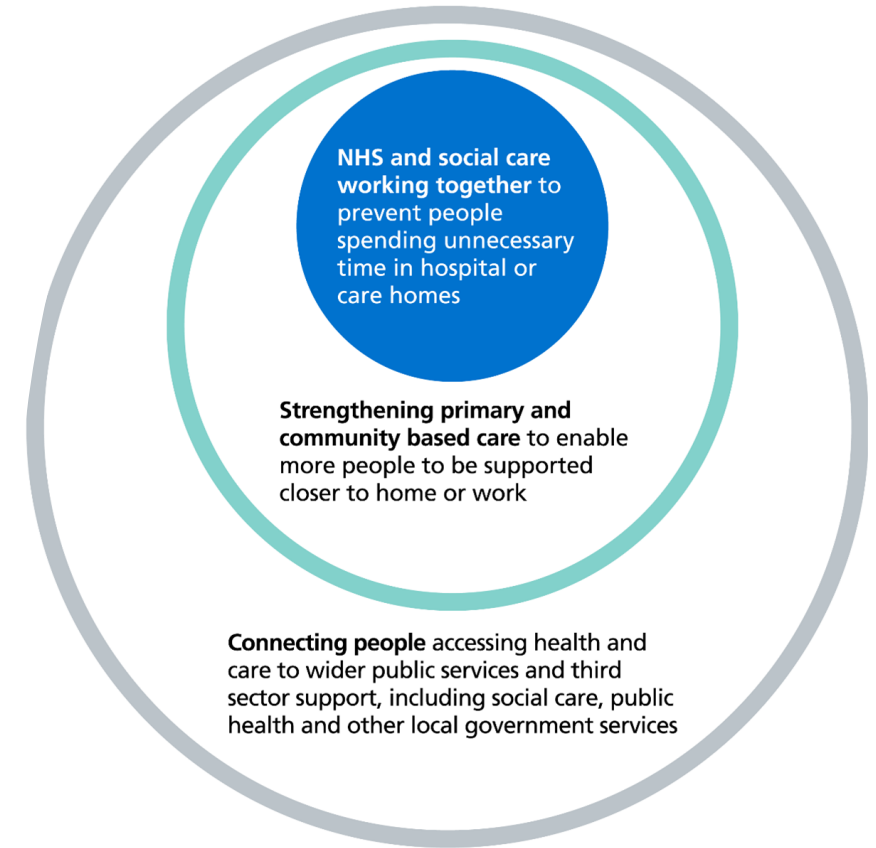 NHS and social care
working together to
prevent people
spending unnecessary
time in hospital or
care homes
Strengthening primary and
community based care to enable
more people to be supported
closer to home or work
Connecting people accessing health and
care to wider public services and third
sector support, including social care, public
health and other local government services